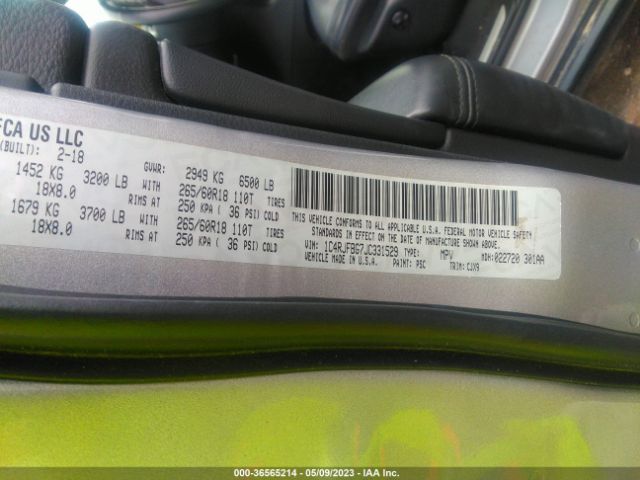 FCA US LLC
(BUILT): 2-18
GVWR: 2949 KG 6500 LB
1452 KG 3200 LB WITH 265/60R18 110T TIRES
18X8.0 RIMS AT 250 KPA ( 36 PSI) COLD
1679 KG 3700 LB WITH 265/60R18 110T TIRES
18X8.0 RIMS AT 250 KPA ( 36 PSI) COLD
THIS VEHICLE CONFORMS TO ALL APPLICABLE U.S.A. FEDERAL MOTOR VEHICLE SAFETY
STANDARDS IN EFFECT ON THE DATE OF MANUFACTURE SHOWN ABOVE.
1C4RJFBG7JC331529 TYPE: MPV MDH:022720 301AA
VEHICLE MADE IN U.S.A. PAINT: PSC TRIM: CJX9
000-36565214 - 05/09/2023 - IAA Inc.